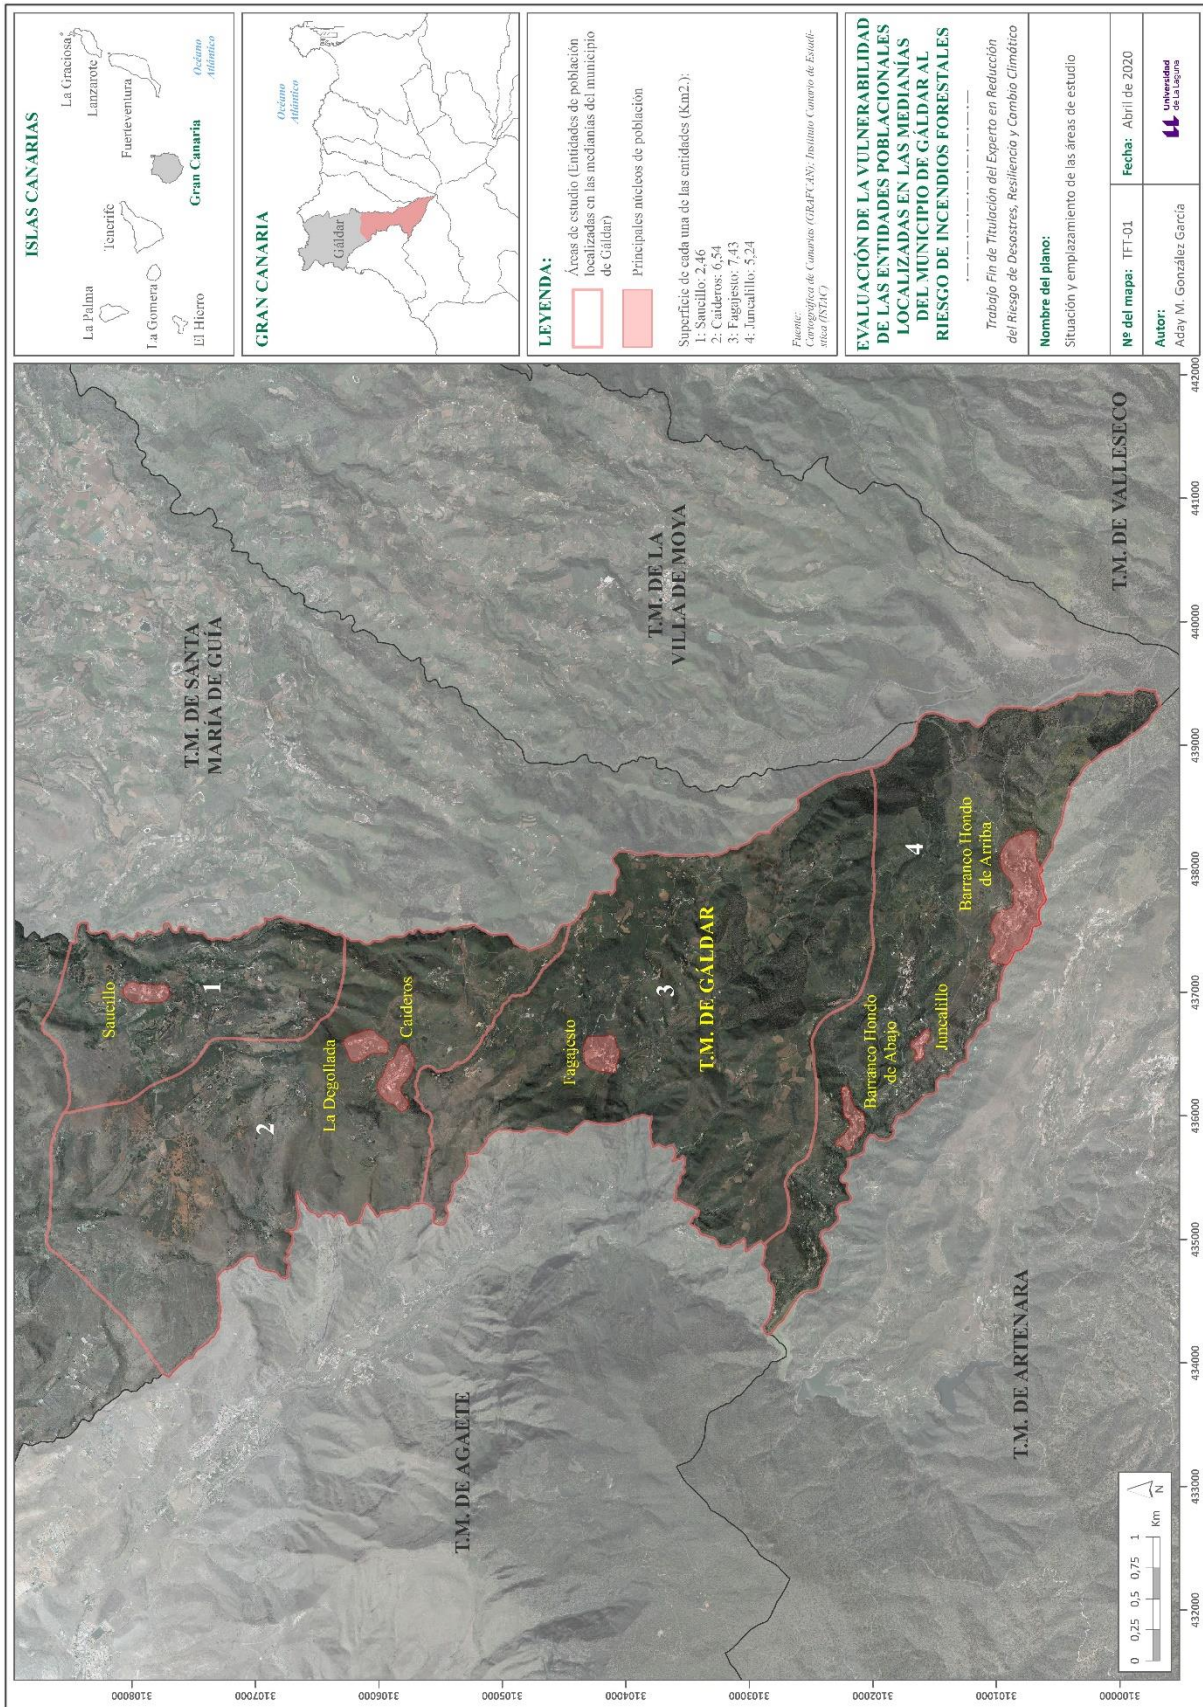 T.M. DE SANTA
MARÍA DE GUÍA
T.M. DE LA
VILLA DE MOYA
T.M. DE VALLESECO
T.M. DE AGAETE
T.M. DE ARTENARA
T.M. DE GÁLDAR
Saucillo
1
2
La Degollada
Caideros
Fagajesto
3
4
Barranco Hondo
de Abajo
Juncalillo
Barranco Hondo
de Arriba
3108000
3107000
3106000
3105000
3104000
3103000
3102000
3101000
3100000
432000
433000
434000
435000
436000
437000
438000
439000
440000
441000
442000
0 0,25 0,5 0,75 1
Km
N
ISLAS CANARIAS
La Palma
La Gomera
El Hierro
Tenerife
Gran Canaria
Fuerteventura
Lanzarote
La Graciosa
Océano
Atlántico
GRAN CANARIA
Océano
Atlántico
Gáldar
LEYENDA:
Áreas de estudio (Entidades de población
localizadas en las medianías del municipio
de Gáldar)
Principales núcleos de población
Superficie de cada una de las entidades (Km2.):
1: Saucillo: 2,46
2: Caideros: 6,54
3: Fagajesto: 7,43
4: Juncalillo: 5,24
Fuente:
Cartográfica de Canarias (GRAFCAN); Instituto Canario de Estadí-
stica (ISTAC)
EVALUACIÓN DE LA VULNERABILIDAD
DE LAS ENTIDADES POBLACIONALES
LOCALIZADAS EN LAS MEDIANÍAS
DEL MUNICIPIO DE GÁLDAR AL
RIESGO DE INCENDIOS FORESTALES
Trabajo Fin de Titulación del Experto en Reducción
del Riesgo de Desastres, Resiliencia y Cambio Climático
Nombre del plano:
Situación y emplazamiento de las áreas de estudio
Nº del mapa: TFT-01
Fecha: Abril de 2020
Autor:
Aday M. González García
Universidad
de La Laguna